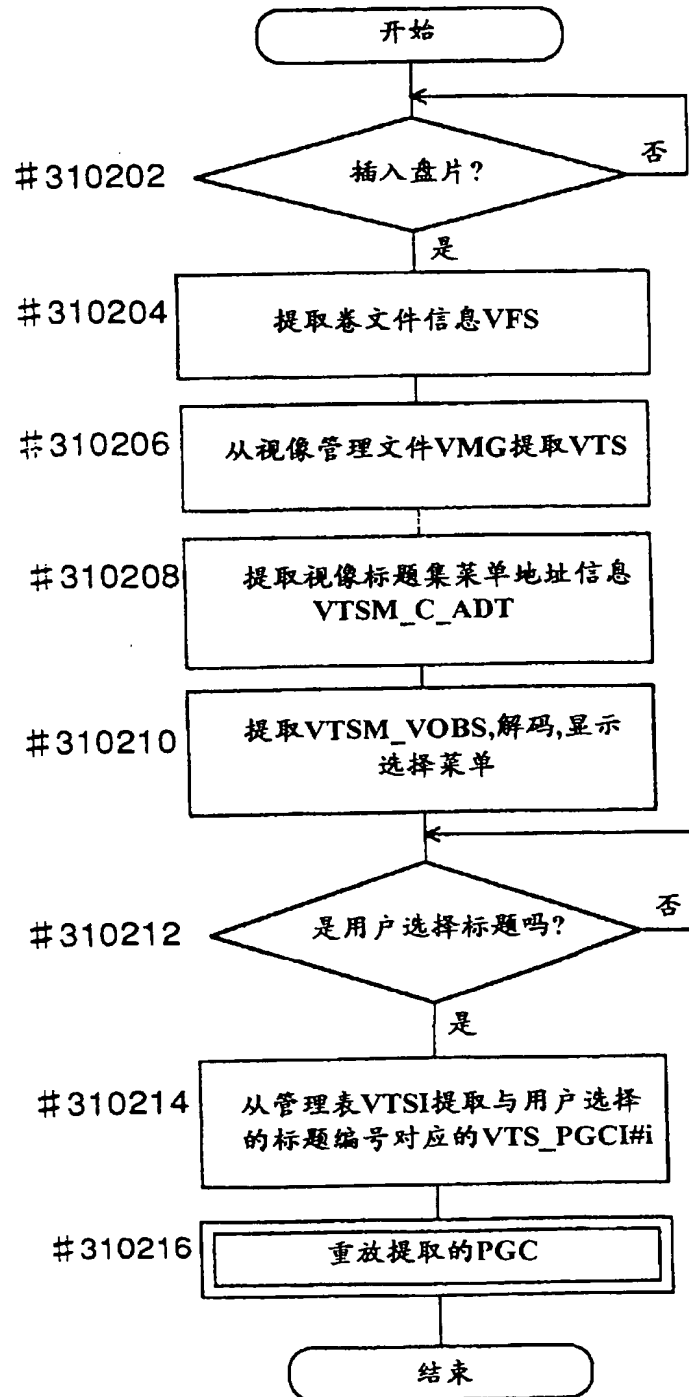 开始
否
#310202
插入盘片?
是
#310204
提取卷文件信息VFS
#310206
从视像管理文件VMG提取VTS
#310208
提取视像标题集菜单地址信息
VTSM_C_ADT
#310210
提取VTSM_VOBS,解码,显示
选择菜单
否
#310212
是用户选择标题吗?
是
#310214
从管理表VTSI提取与用户选择
的标题编号对应的VTS_PGCI#i
#310216
重放提取的PGC
结束